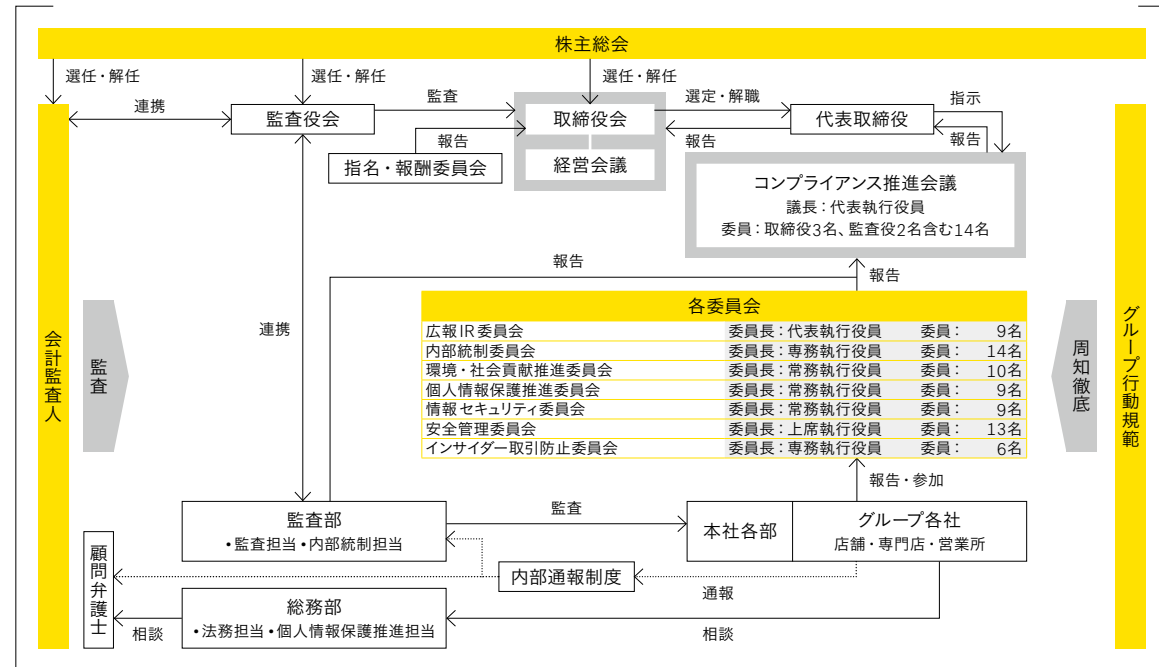 株主総会
選任・解任
選任・解任
選任・解任
連携
監査役会
監査
取締役会
選定・解職
代表取締役
指示
報告
報告
報告
指名・報酬委員会
経営会議
コンプライアンス推進会議
議長：代表執行役員
委員：取締役3名、監査役2名含む14名
報告
報告
会計監査人
監査
連携
各委員会
広報IR委員会 委員長：代表執行役員 委員： 9名
内部統制委員会 委員長：専務執行役員 委員： 14名
環境・社会貢献推進委員会 委員長：常務執行役員 委員： 10名
個人情報保護推進委員会 委員長：常務執行役員 委員： 9名
情報セキュリティ委員会 委員長：常務執行役員 委員： 9名
安全管理委員会 委員長：上席執行役員 委員： 13名
インサイダー取引防止委員会 委員長：専務執行役員 委員： 6名
周知徹底
グループ行動規範
報告・参加
監査部
•監査担当•内部統制担当
監査
本社各部
グループ各社
店舗・専門店・営業所
顧問弁護士
内部通報制度
通報
総務部
•法務担当•個人情報保護推進担当
相談
相談